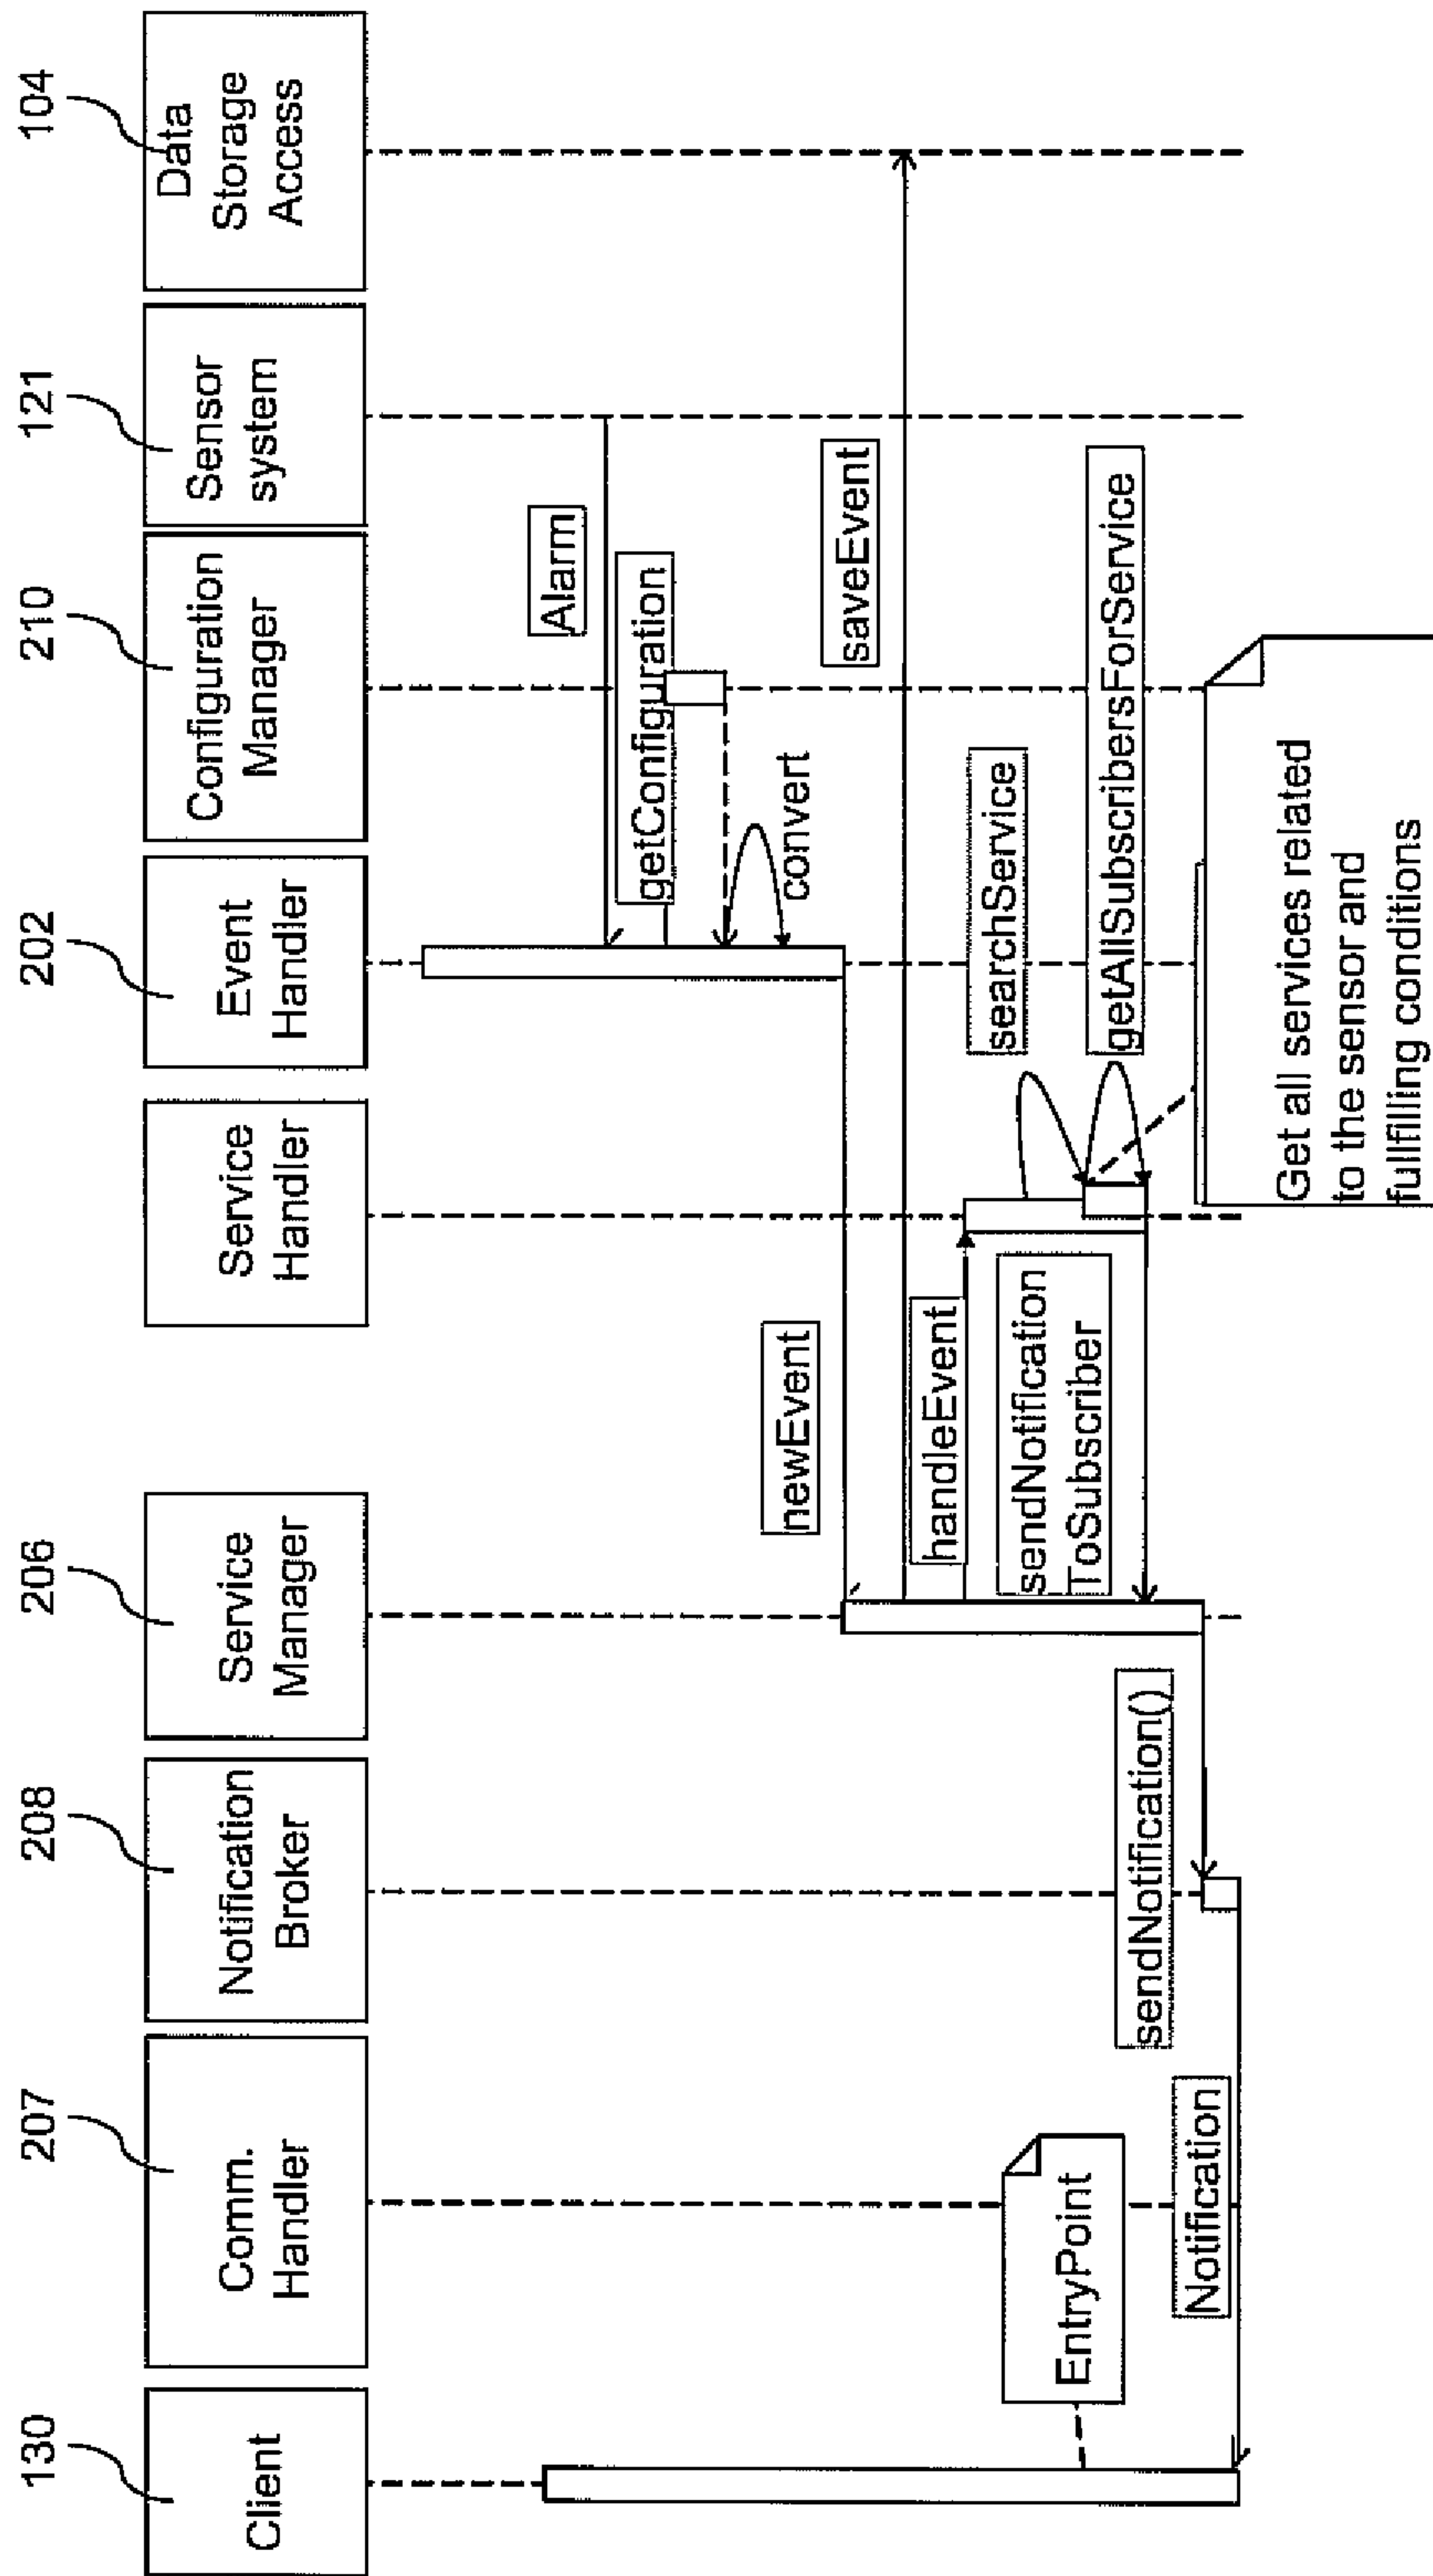 130
207
208
206
202
210
121
104
Client
Comm.
Handler
Notification
Broker
Service
Manager
Service
Handler
Event
Handler
Configuration
Manager
Sensor
system
Data
Storage
Access
Alarm
getConfiguration
convert
newEvent
saveEvent
handleEvent
searchService
sendNotification
ToSubscriber
getAllSubscribersForService
EntryPoint
sendNotification()
Notification
Get all services related
to the sensor and
fullfilling conditions